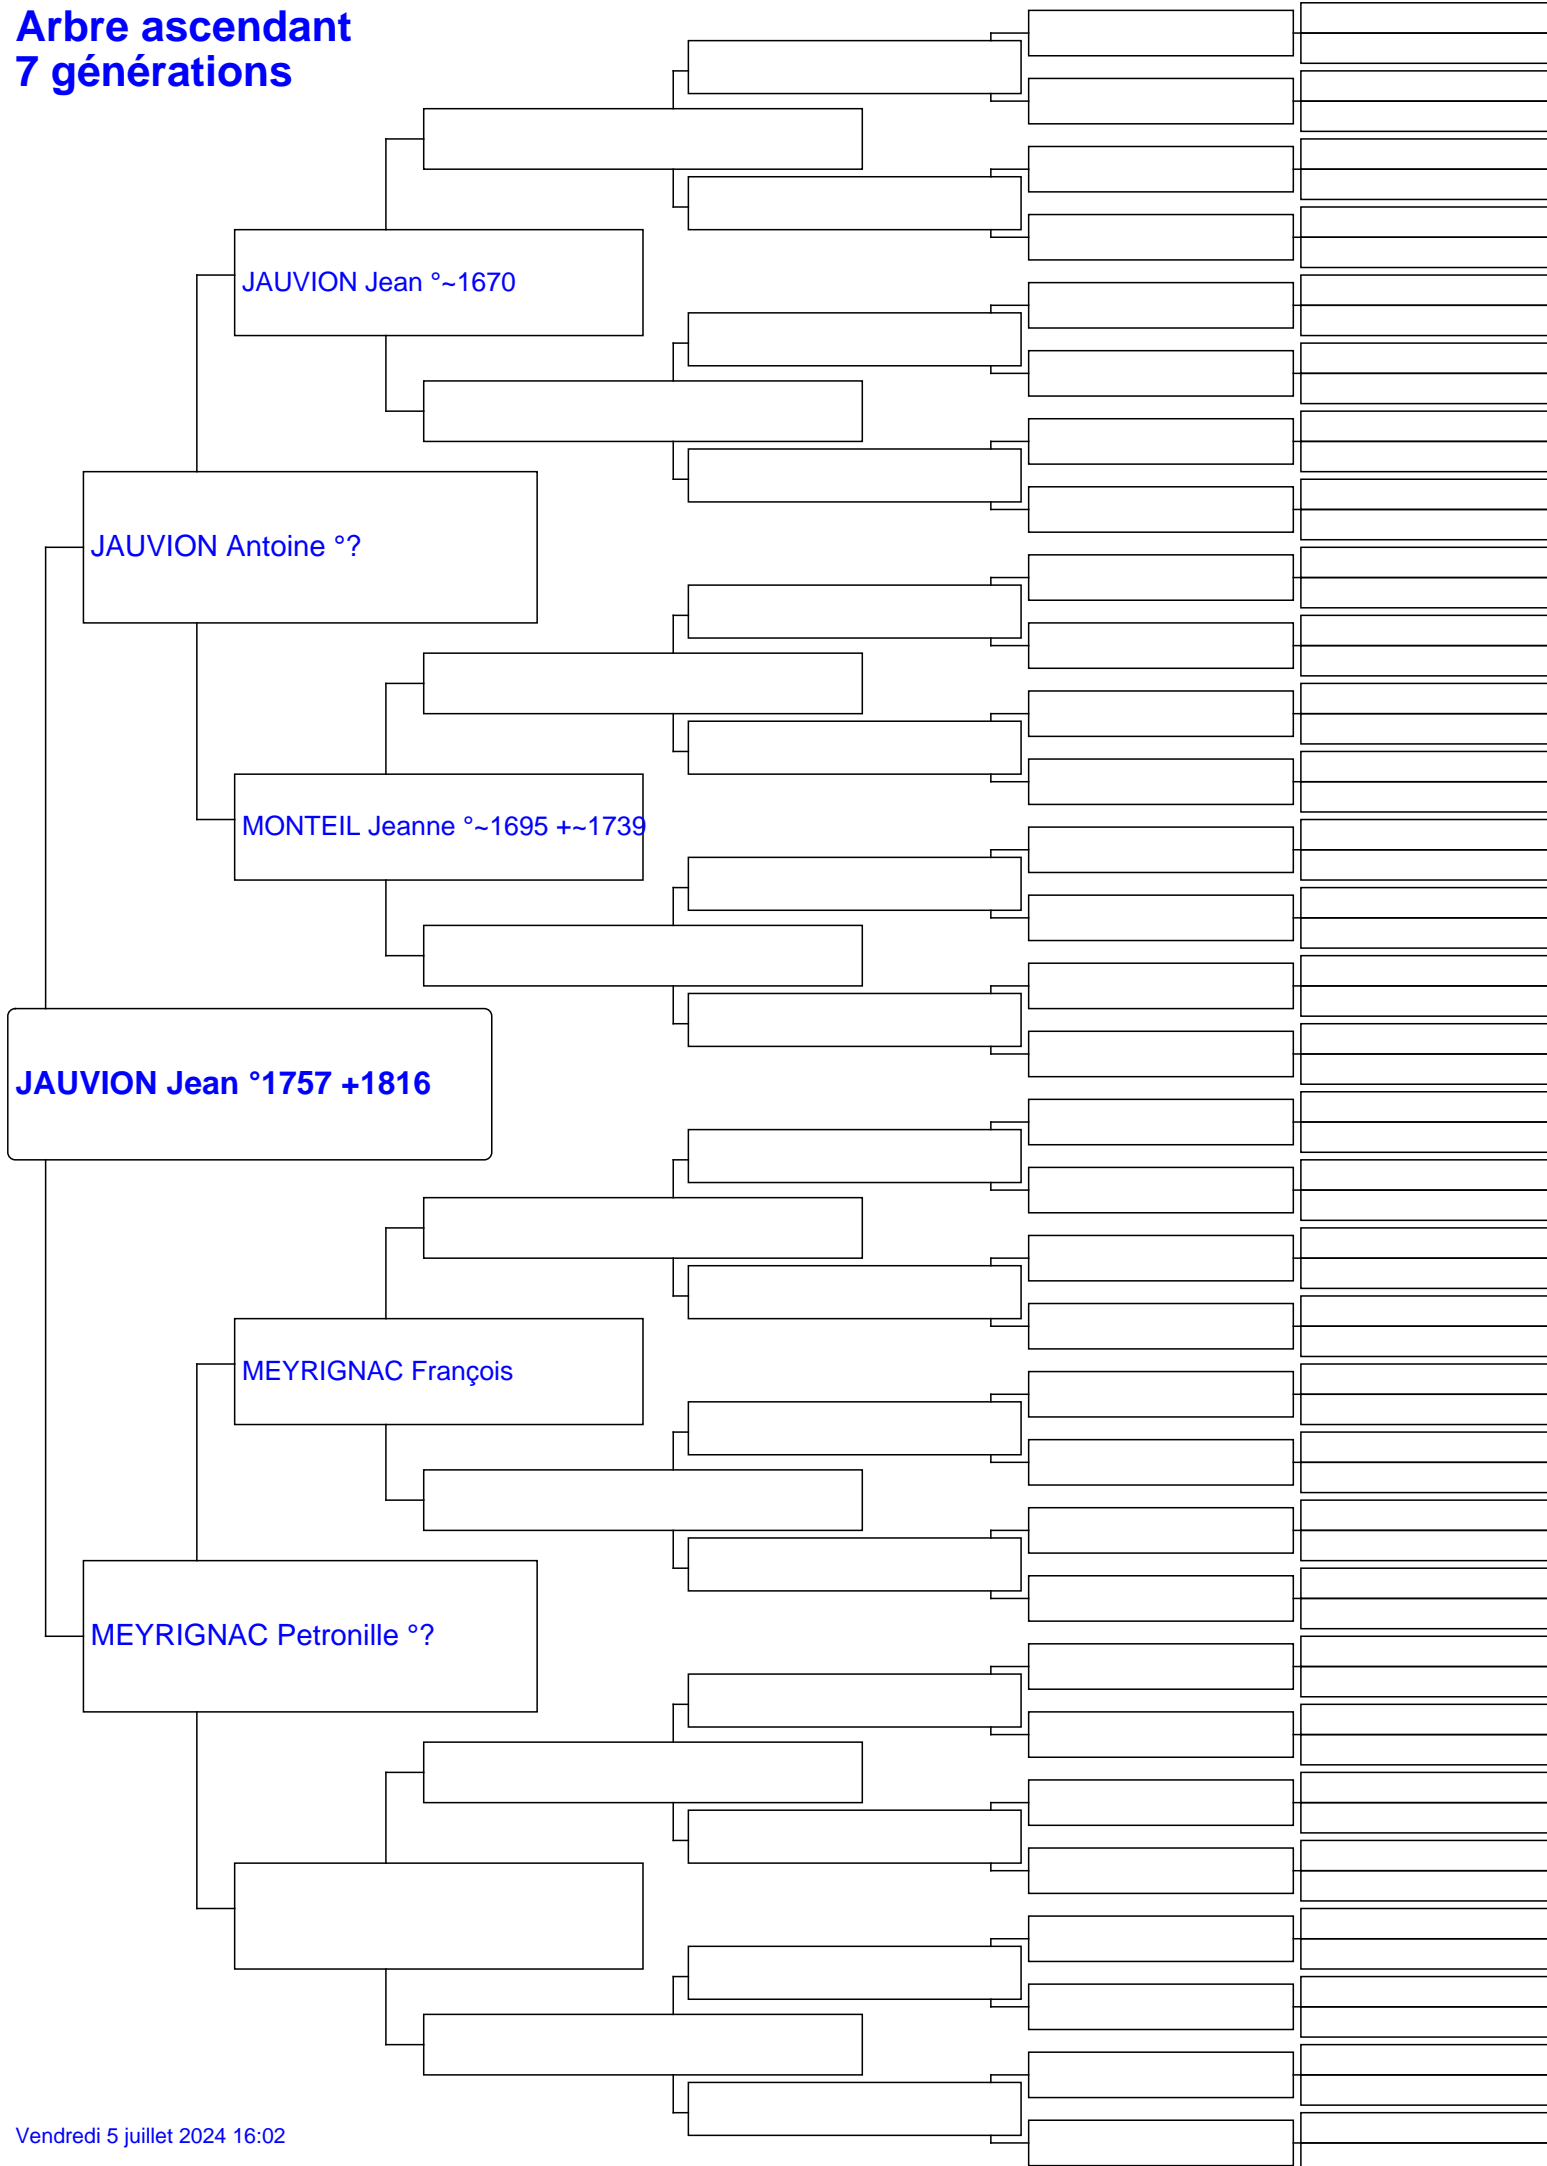 Arbre ascendant
7 générations
JAUVION Jean °~1670
JAUVION Antoine °?
MONTEIL Jeanne °~1695 +~1739
JAUVION Jean °1757 +1816
MEYRIGNAC François
MEYRIGNAC Petronille °?
Vendredi 5 juillet 2024 16:02